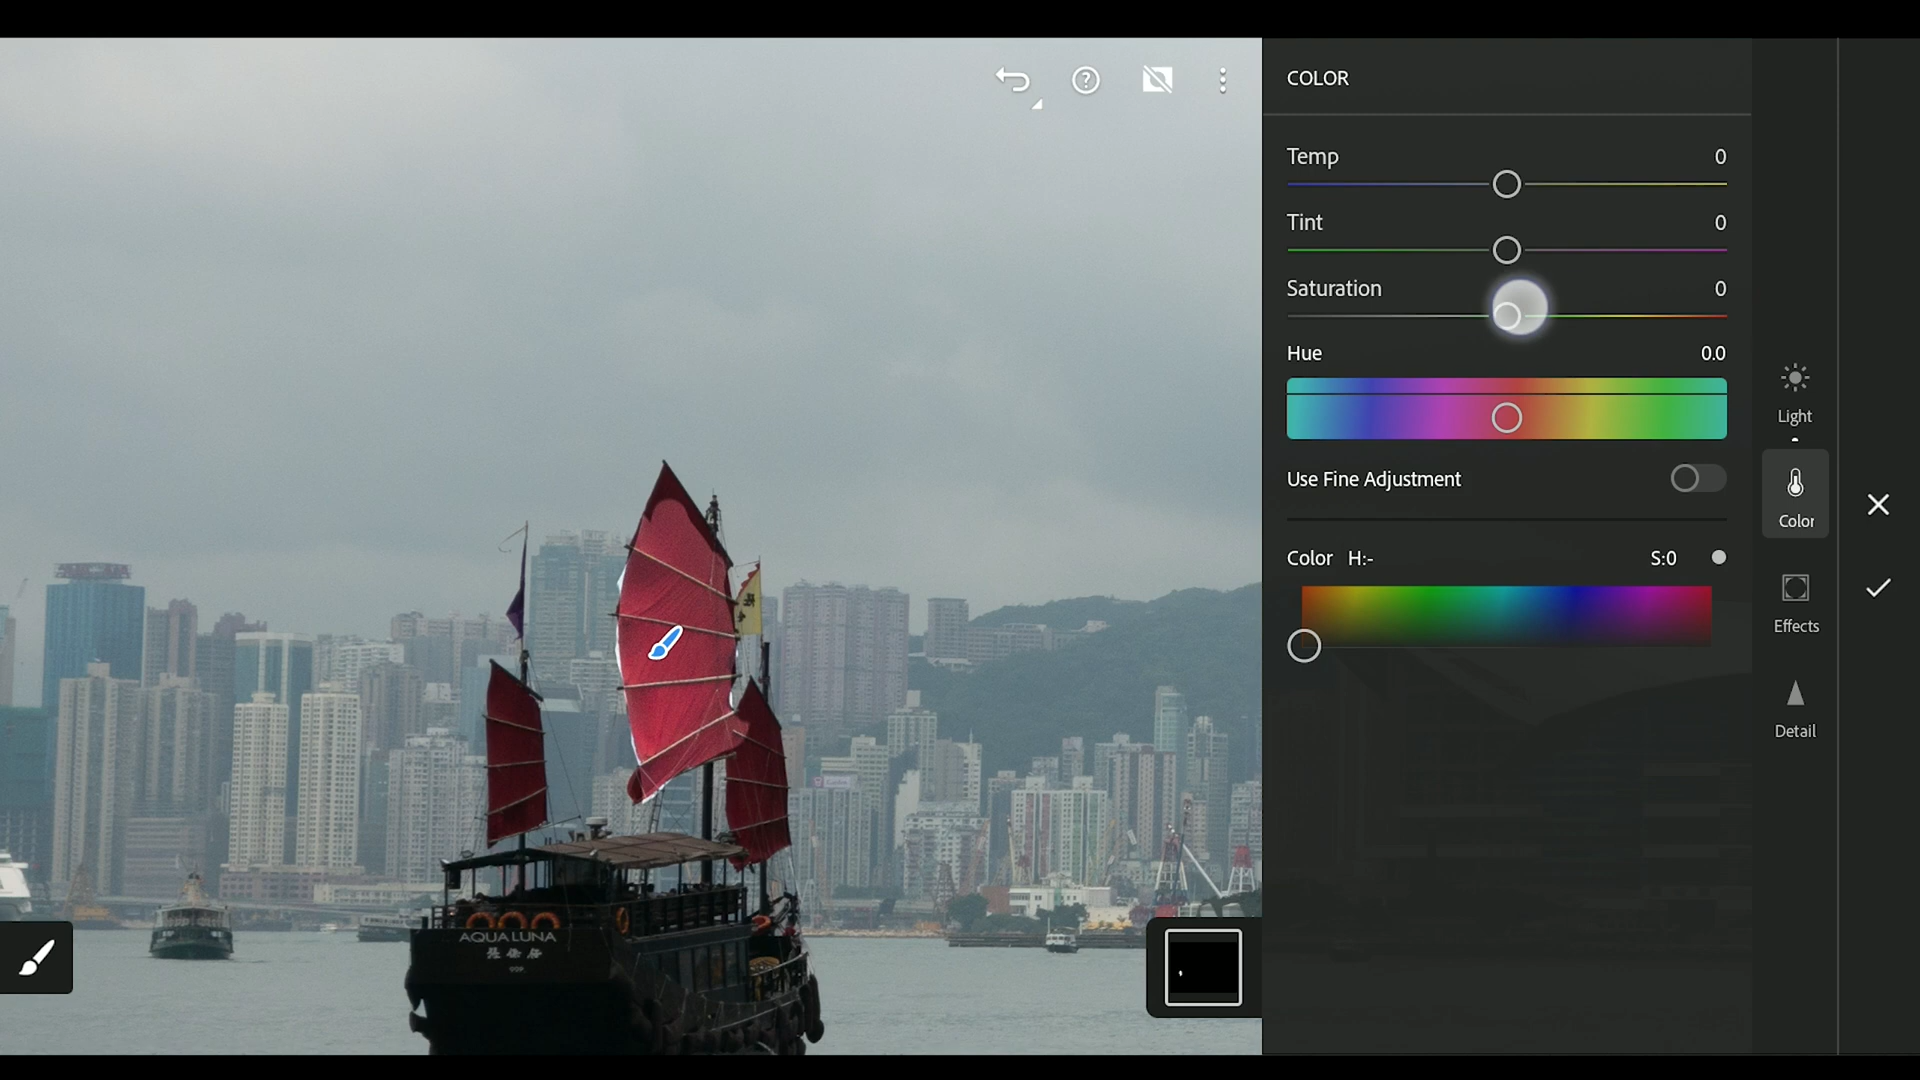 COLOR
Temp 0
Tint 0
Saturation 0
Hue 0.0
Use Fine Adjustment
Color H:- S:0
Light
Color
Effects
Detail
AQUA LUNA